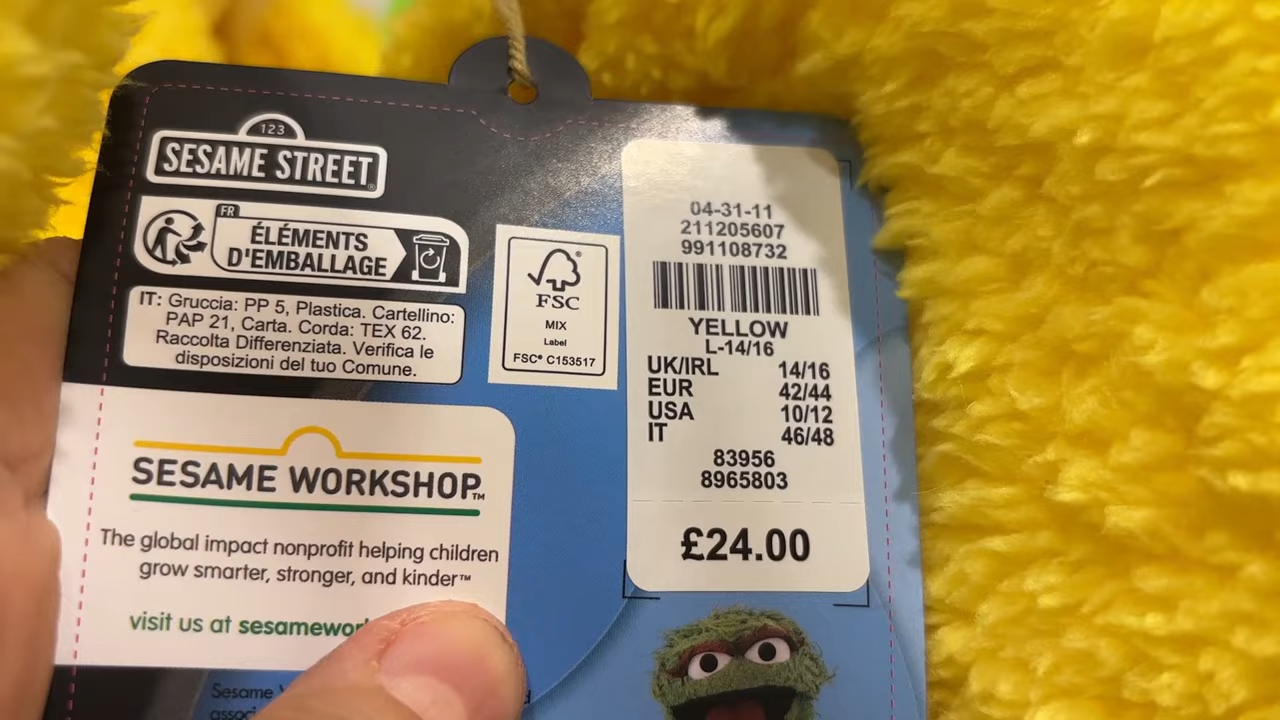 123
SESAME STREET®
FR
ÉLÉMENTS
D'EMBALLAGE
IT: Gruccia: PP 5, Plastica. Cartellino:
PAP 21, Carta. Corda: TEX 62.
Raccolta Differenziata. Verifica le
disposizioni del tuo Comune.
FSC
MIX
Label
FSC® C153517
04-31-11
211205607
991108732
YELLOW
L-14/16
UK/IRL 14/16
EUR 42/44
USA 10/12
IT 46/48
83956
8965803
£24.00
SESAME WORKSHOP™
The global impact nonprofit helping children
grow smarter, stronger, and kinder™
visit us at
Sesame